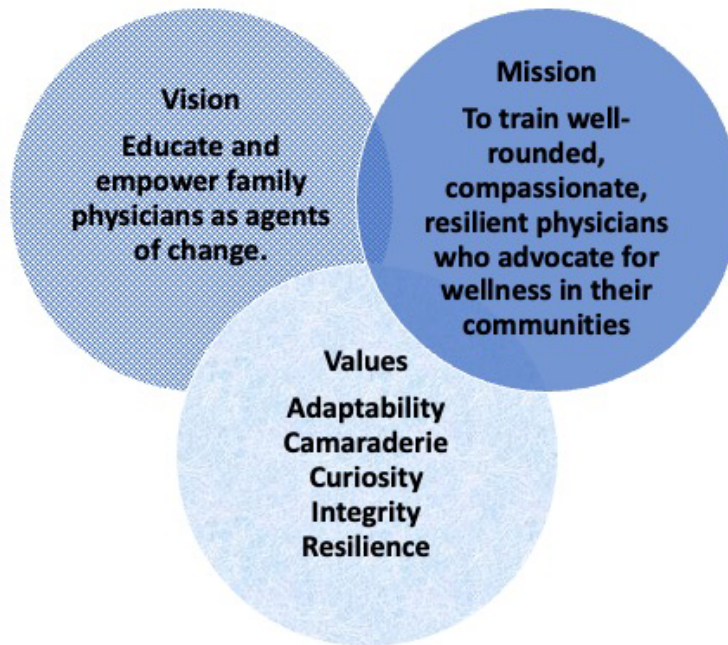 Vision
Educate and
empower family
physicians as agents
of change.
Mission
To train well-
rounded,
compassionate,
resilient physicians
who advocate for
wellness in their
communities
Values
Adaptability
Camaraderie
Curiosity
Integrity
Resilience